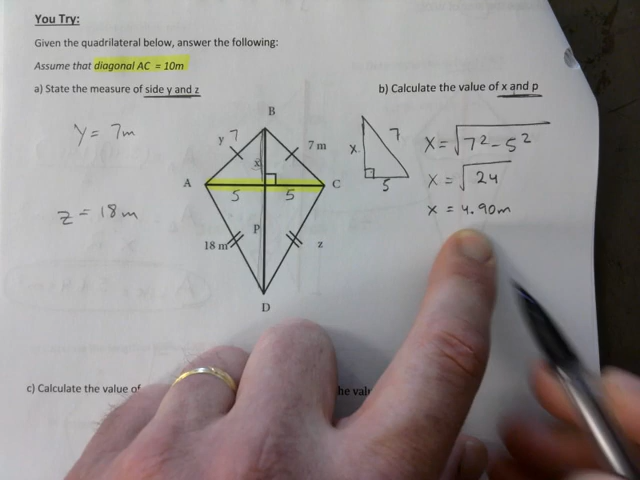 You Try:
Given the quadrilateral below, answer the following:
Assume that diagonal AC = 10m
a) State the measure of side y and z
b) Calculate the value of x and p
y = 7m
z = 18m
B
y 7
7 m
x
A
C
5
5
P
18 m
z
D
x
7
5
x = √7² - 5²
x = √24
x = 4.90m
c) Calculate the value of
he val